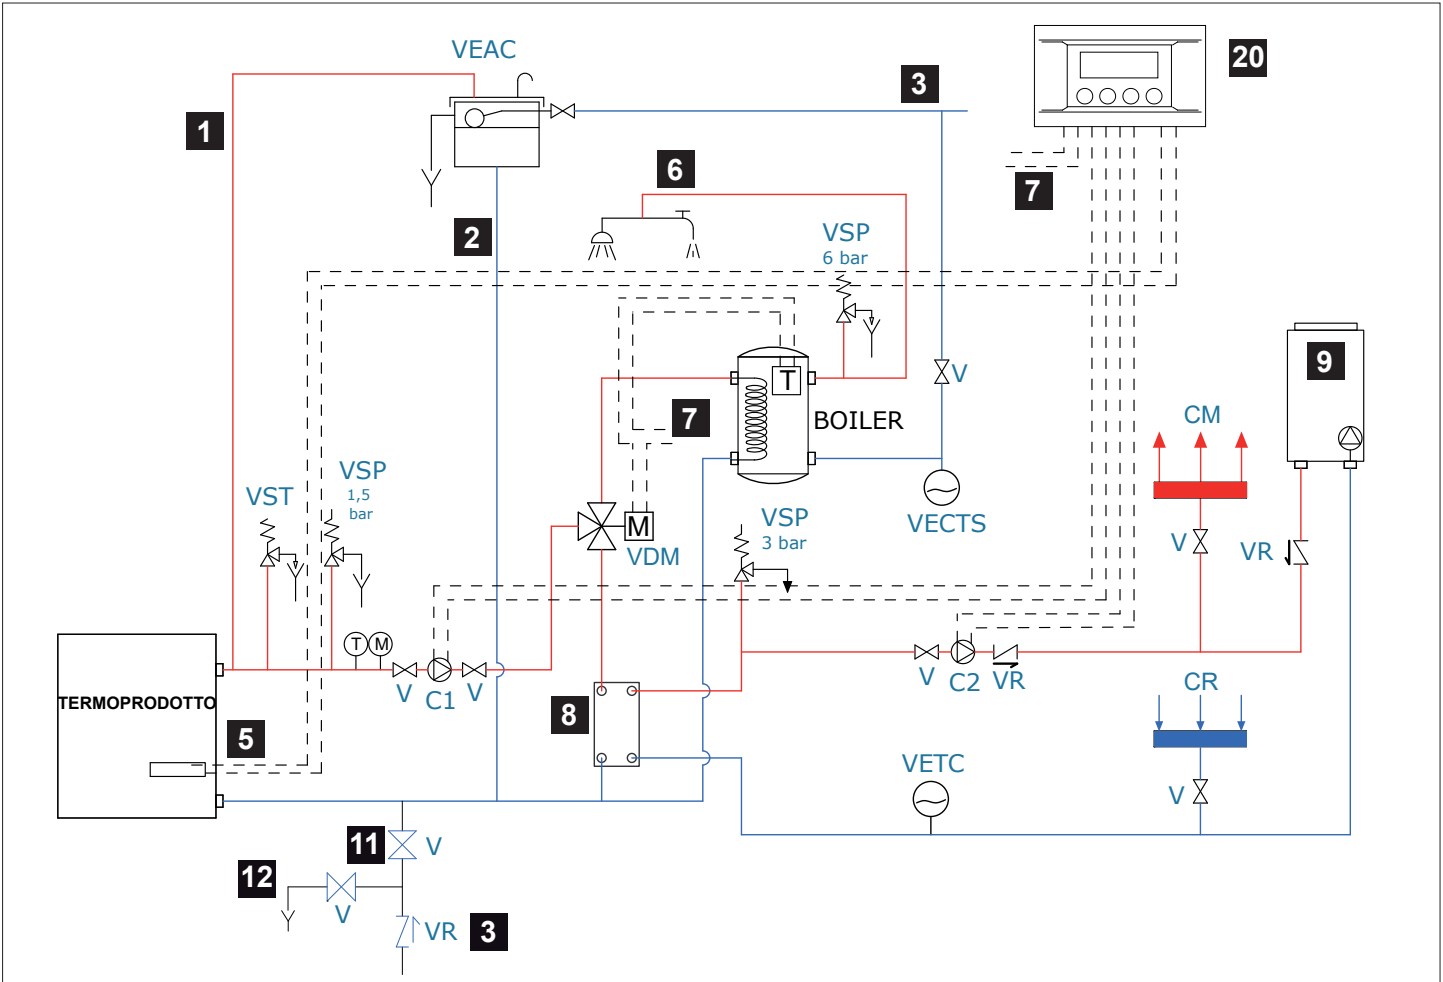 VEAC
3
20
1
6
7
2
VSP
6 bar
9
V
T
CM
7
BOILER
VSP
1,5
bar
VST
VECTS
VSP
3 bar
M
VDM
V
VR
T
M
V
C1
V
V
C2
VR
CR
TERMOPRODOTTO
8
5
VETC
V
11
V
12
V
VR
3